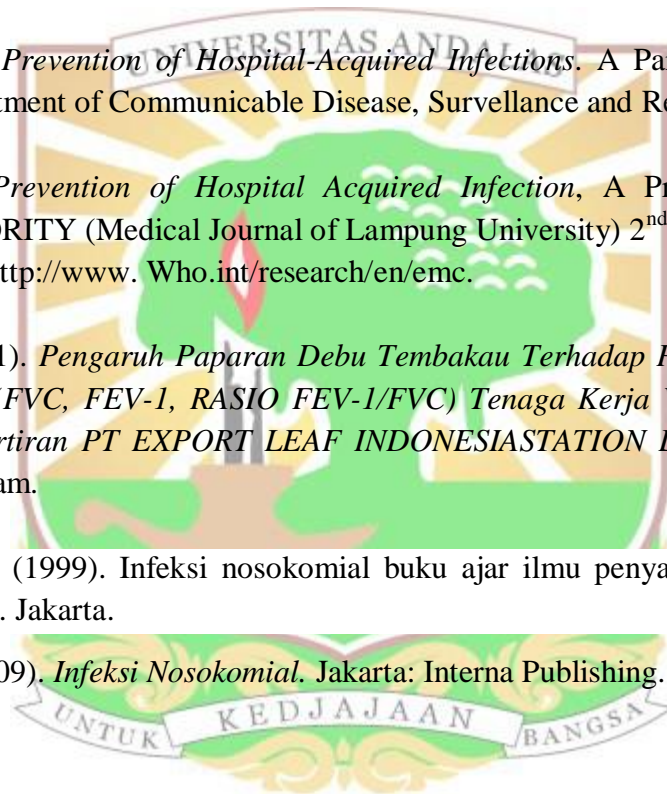 UNIVERSITAS ANDALAS
Prevention of Hospital-Acquired Infections. A Pa
tment of Communicable Disease, Survellance and Re
Prevention of Hospital Acquired Infection, A Pr
ORITY (Medical Journal of Lampung University) 2nd
ttp://www. Who.int/research/en/emc.
1). Pengaruh Paparan Debu Tembakau Terhadap
(FVC, FEV-1, RASIO FEV-1/FVC) Tenaga Kerja
rtiran PT EXPORT LEAF INDONESIASTATION
am.
(1999). Infeksi nosokomial buku ajar ilmu penya
. Jakarta.
09). Infeksi Nosokomial. Jakarta: Interna Publishing.
UNTUK KEDJAJAAN BANGSA